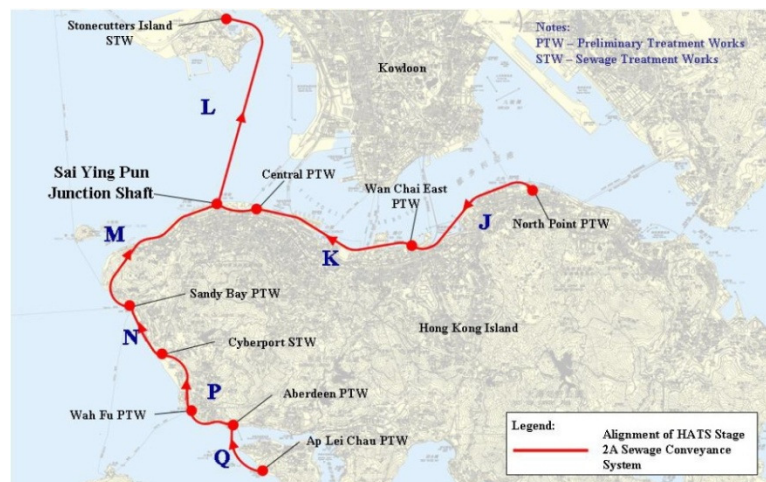 Stonecutters Island
STW
Notes:
PTW – Preliminary Treatment Works
STW – Sewage Treatment Works
Kowloon
L
Sai Ying Pun
Junction Shaft
Central PTW
Wan Chai East
PTW
J
North Point PTW
M
K
Sandy Bay PTW
Hong Kong Island
N
Cyberport STW
P
Wah Fu PTW
Aberdeen PTW
Q
Ap Lei Chau PTW
Legend:
Alignment of HATS Stage
2A Sewage Conveyance
System